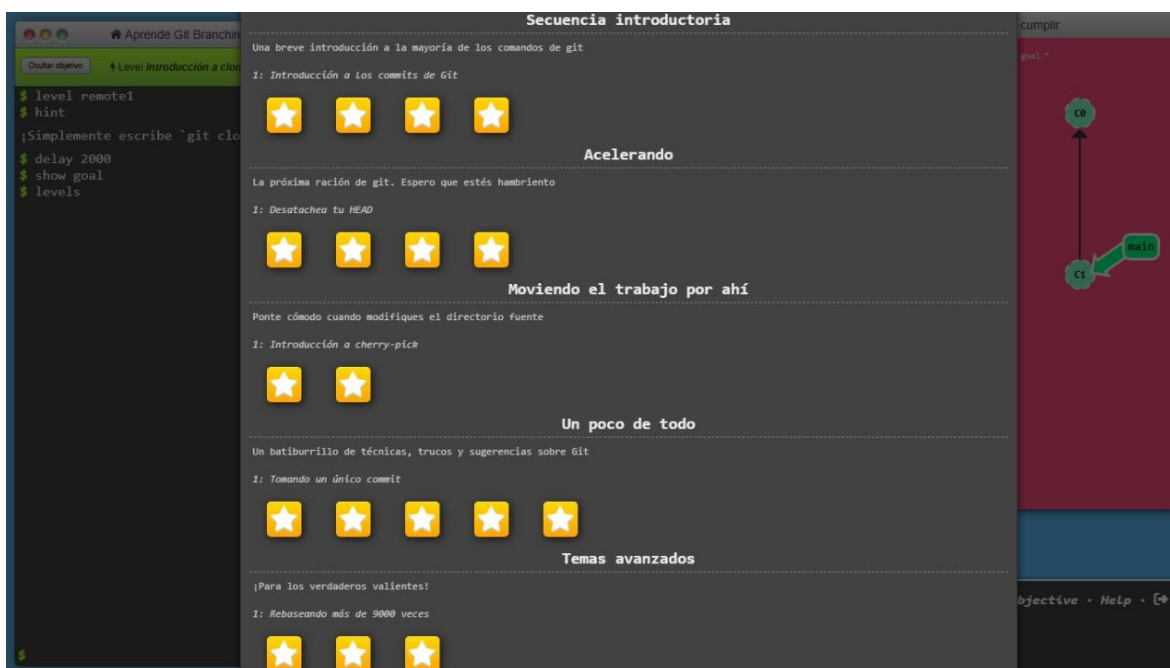 Aprende Git Branchin
Ocultar objetivo
Level Introducción a clon
$ level remote1
$ hint
¡Simplemente escribe `git clo
$ delay 2000
$ show goal
$ levels
$
Secuencia introductoria
Una breve introducción a la mayoría de los comandos de git
1: Introducción a Los commits de Git
Acelerando
La próxima ración de git. Espero que estés hambriento
1: Desatachea tu HEAD
Moviendo el trabajo por ahí
Ponte cómodo cuando modifiques el directorio fuente
1: Introducción a cherry-pick
Un poco de todo
Un batiburrillo de técnicas, trucos y sugerencias sobre Git
1: Tomando un único commit
Temas avanzados
¡Para los verdaderos valientes!
1: Rebaseando más de 9000 veces
cumplir
goal."
C0
main
C1
bjective · Help ·